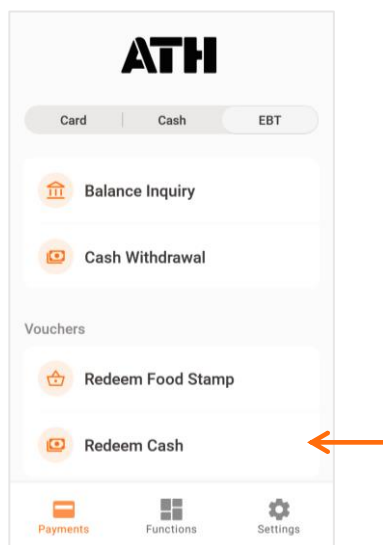 ATH
Card Cash EBT
Balance Inquiry
Cash Withdrawal
Vouchers
Redeem Food Stamp
Redeem Cash
Payments Functions Settings